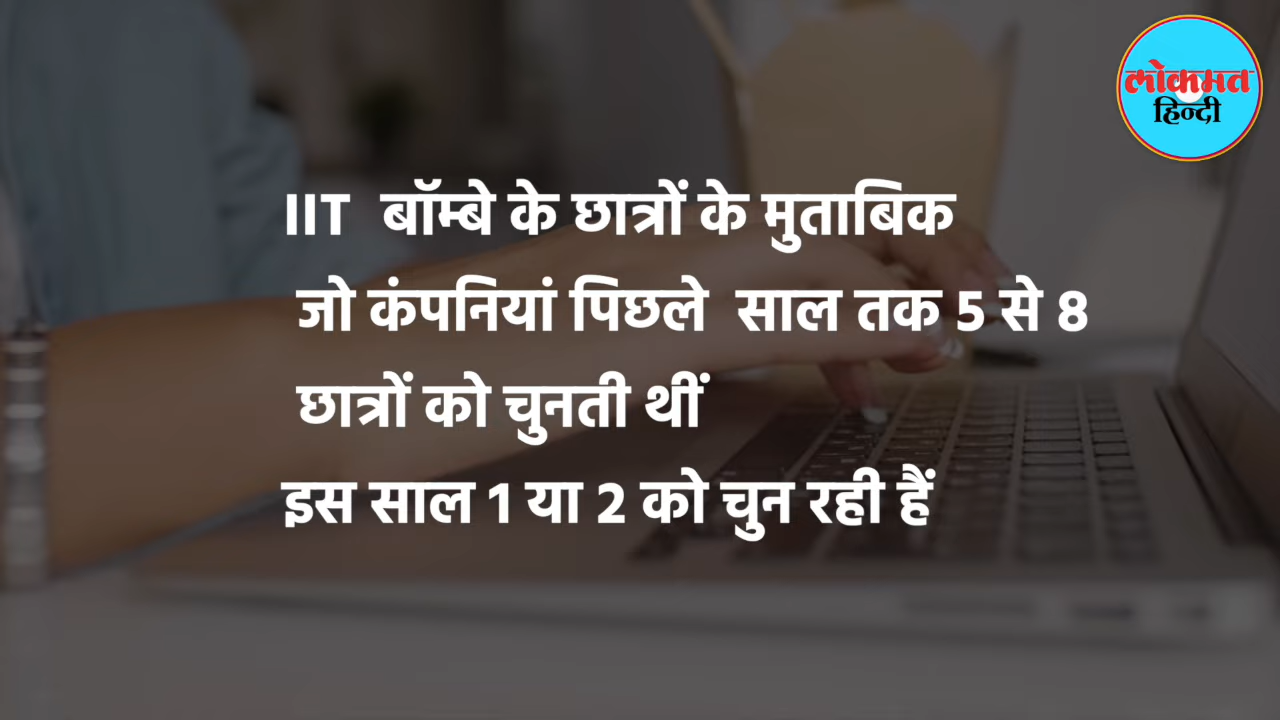 लोकमत
हिन्दी
IIT बॉम्बे के छात्रों के मुताबिक
जो कंपनियां पिछले साल तक 5 से 8
छात्रों को चुनती थीं
इस साल 1 या 2 को चुन रही हैं